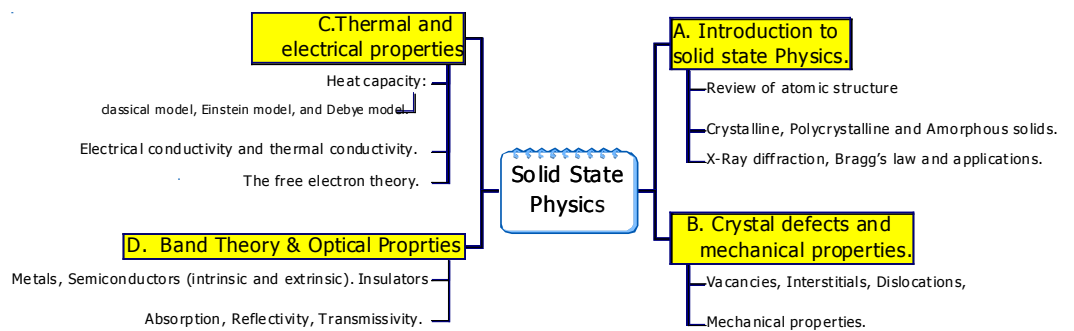 C.Thermal and
electrical properties
Heat capacity:
classical model, Einstein model, and Debye model.
Electrical conductivity and thermal conductivity.
The free electron theory.
D. Band Theory & Optical Proprties
Metals, Semiconductors (intrinsic and extrinsic). Insulators
Absorption, Reflectivity, Transmissivity.
Solid State
Physics
A. Introduction to
solid state Physics.
Review of atomic structure
Crystalline, Polycrystalline and Amorphous solids.
X-Ray diffraction, Bragg’s law and applications.
B. Crystal defects and
mechanical properties.
Vacancies, Interstitials, Dislocations,
Mechanical properties.